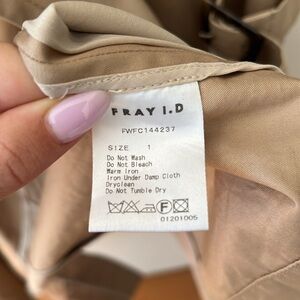 FRAY I.D
FWFC144237
SIZE 1
Do Not Wash
Do Not Bleach
Warm Iron
Iron Under Damp Cloth
Dryclean
Do Not Tumble Dry
F
01201005